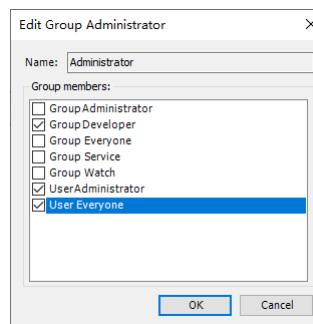 Edit Group Administrator
Name: Administrator
Group members:
Group Administrator
Group Developer
Group Everyone
Group Service
Group Watch
User Administrator
User Everyone
OK Cancel